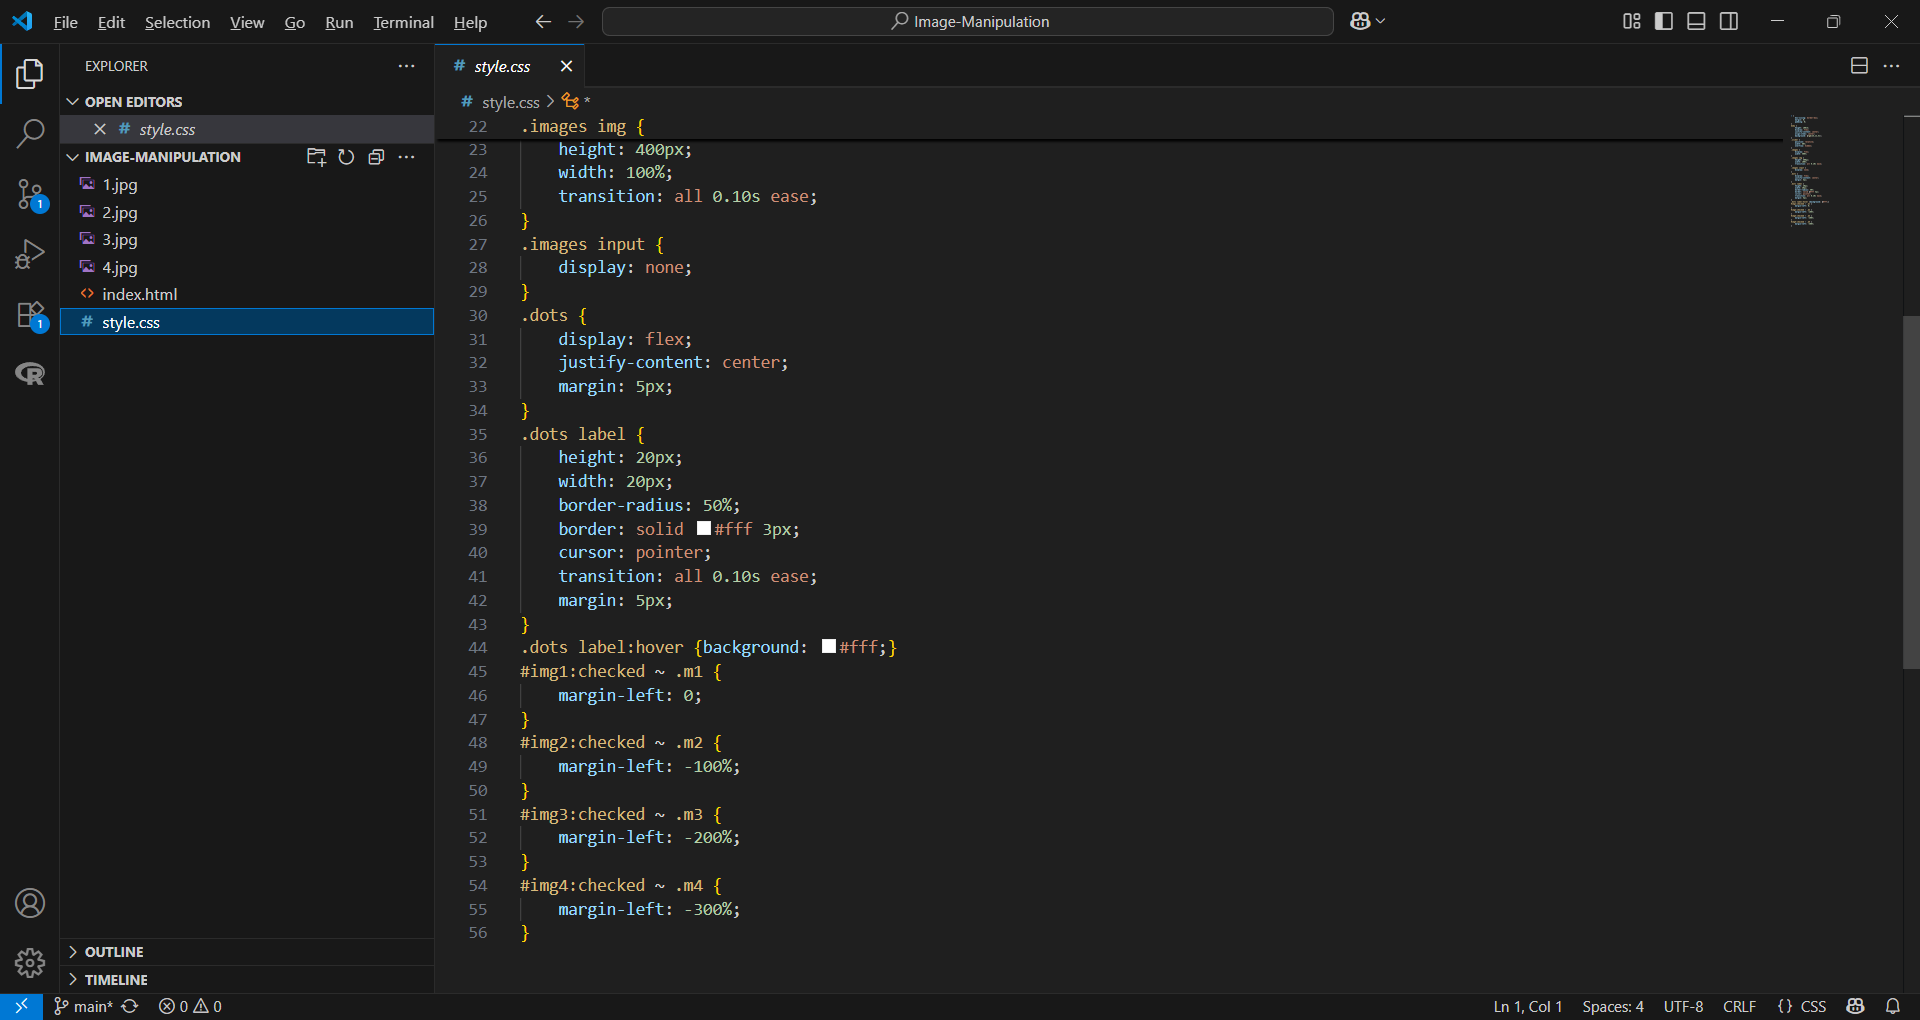 File Edit Selection View Go Run Terminal Help
Image-Manipulation
EXPLORER
OPEN EDITORS
# style.css
IMAGE-MANIPULATION
1.jpg
2.jpg
3.jpg
4.jpg
<> index.html
# style.css
1
1
OUTLINE
TIMELINE
# style.css
# style.css > *
22 .images img {
23 height: 400px;
24 width: 100%;
25 transition: all 0.10s ease;
26 }
27 .images input {
28 display: none;
29 }
30 .dots {
31 display: flex;
32 justify-content: center;
33 margin: 5px;
34 }
35 .dots label {
36 height: 20px;
37 width: 20px;
38 border-radius: 50%;
39 border: solid #fff 3px;
40 cursor: pointer;
41 transition: all 0.10s ease;
42 margin: 5px;
43 }
44 .dots label:hover {background: #fff;}
45 #img1:checked ~ .m1 {
46 margin-left: 0;
47 }
48 #img2:checked ~ .m2 {
49 margin-left: -100%;
50 }
51 #img3:checked ~ .m3 {
52 margin-left: -200%;
53 }
54 #img4:checked ~ .m4 {
55 margin-left: -300%;
56 }
main* 0 0
Ln 1, Col 1 Spaces: 4 UTF-8 CRLF {} CSS